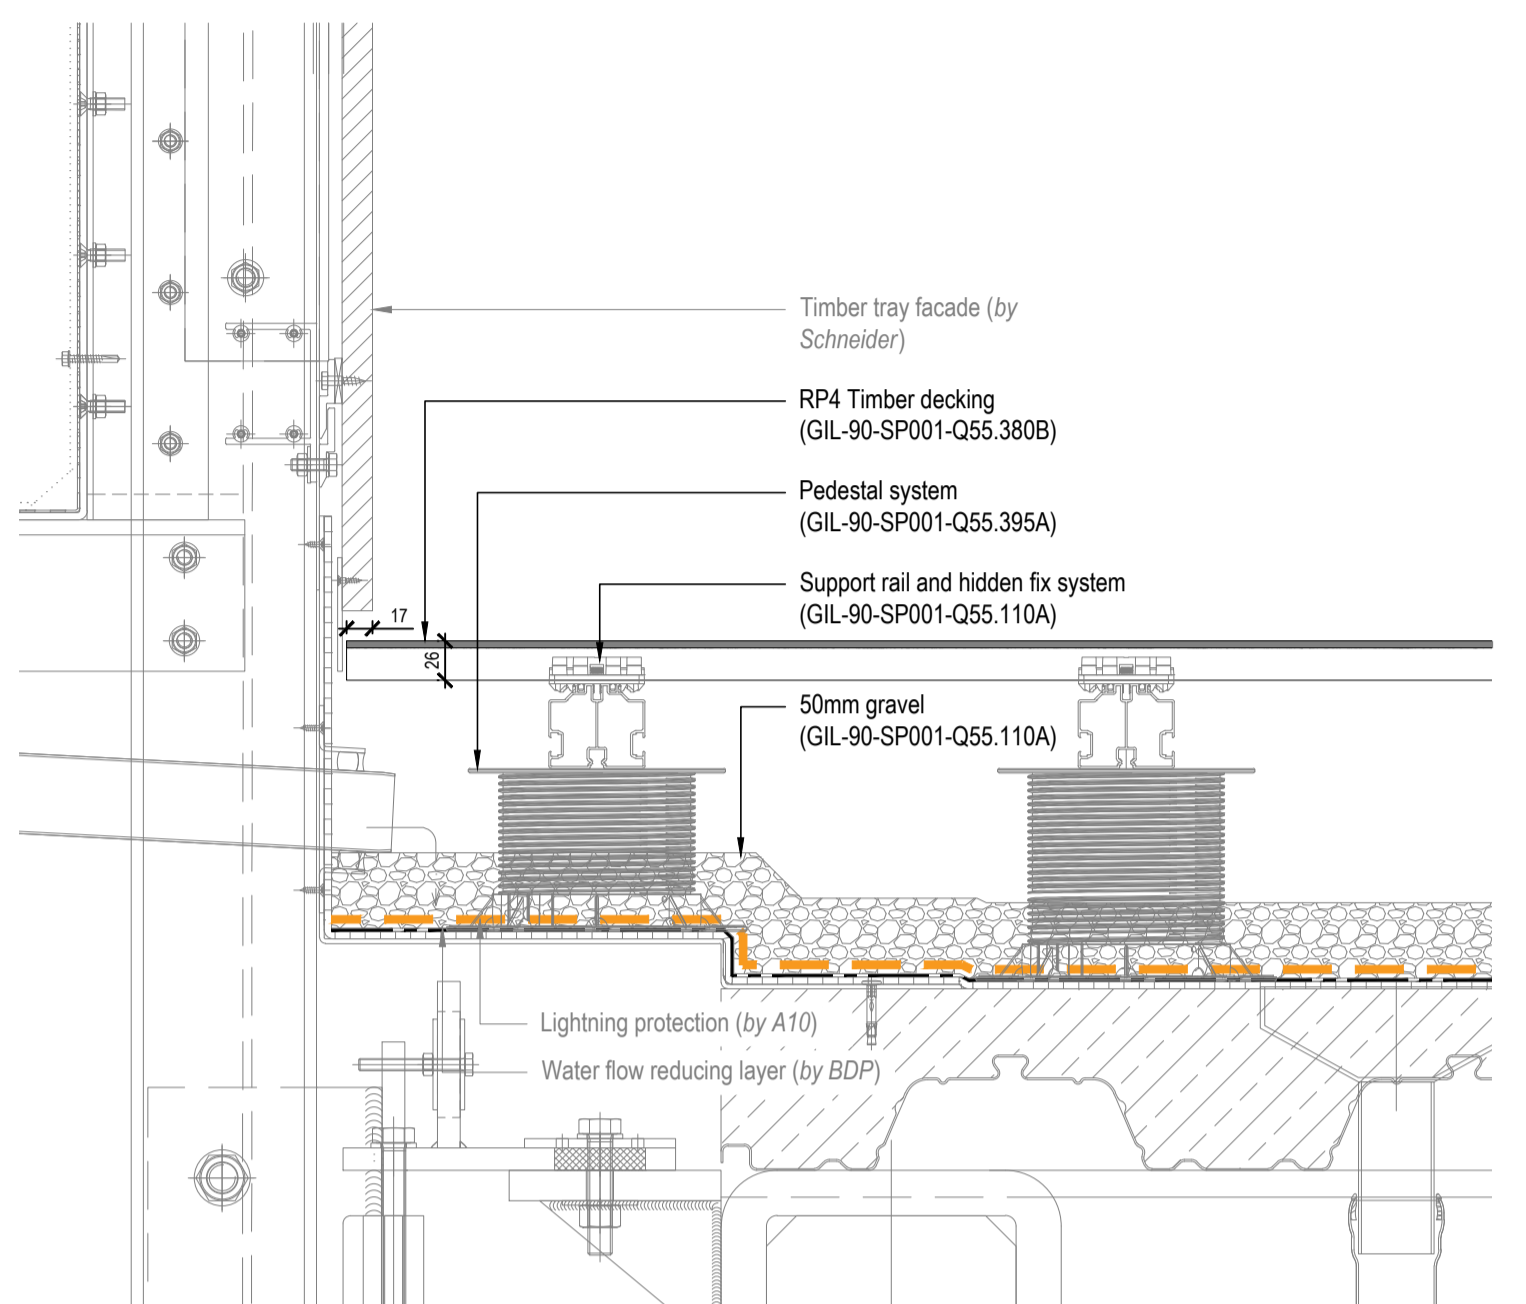 Timber tray facade (by
Schneider)
RP4 Timber decking
(GIL-90-SP001-Q55.380B)
Pedestal system
(GIL-90-SP001-Q55.395A)
Support rail and hidden fix system
(GIL-90-SP001-Q55.110A)
17
26
50mm gravel
(GIL-90-SP001-Q55.110A)
Lightning protection (by A10)
Water flow reducing layer (by BDP)